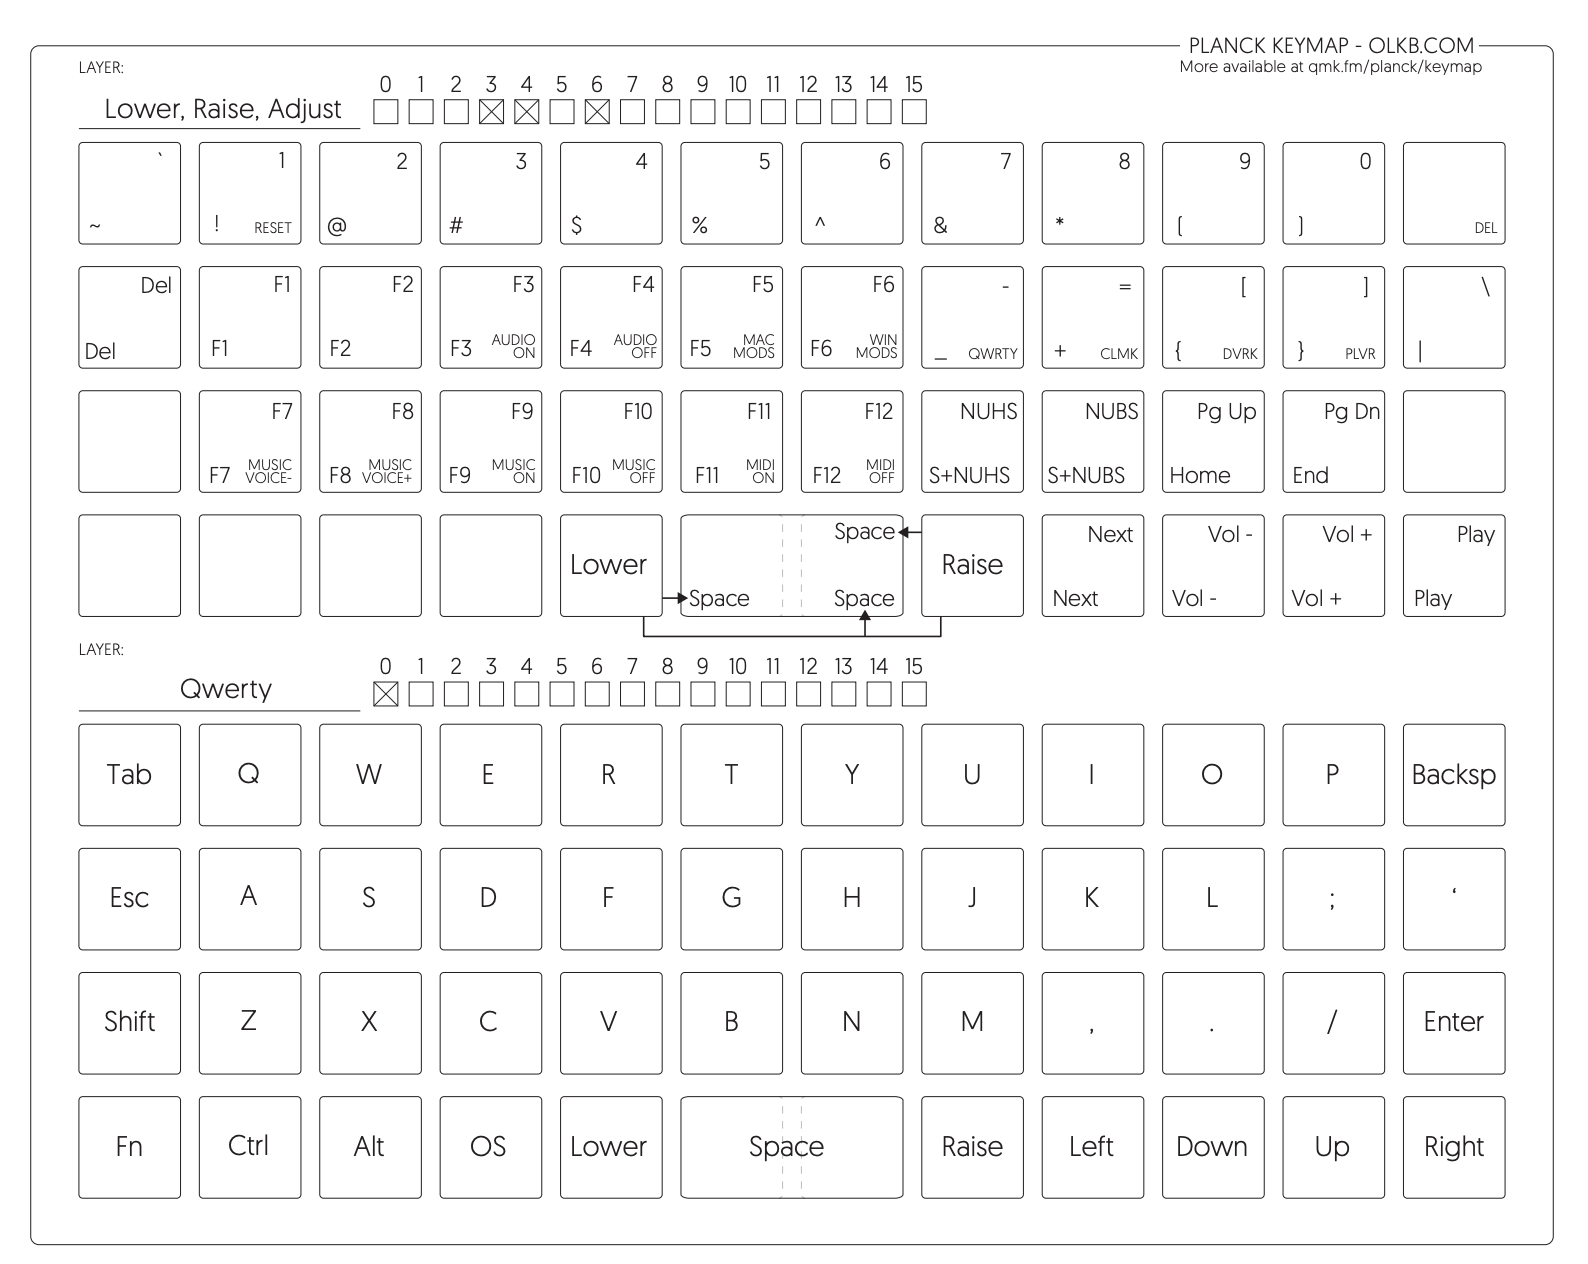 PLANCK KEYMAP - OLKB.COM
More available at qmk.fm/planck/keymap
LAYER:
Lower, Raise, Adjust
0 1 2 3 4 5 6 7 8 9 10 11 12 13 14 15
` 1 2 3 4 5 6 7 8 9 0
~ ! RESET @ # $ % ^ & * ( ) DEL
Del F1 F2 F3 F4 F5 F6 - = [ ] \
AUDIO AUDIO MAC WIN
Del F1 F2 F3 ON F4 OFF F5 MODS F6 MODS _ QWRTY + CLMK { DVRK } PLVR |
F7 F8 F9 F10 F11 F12 NUHS NUBS Pg Up Pg Dn
MUSIC MUSIC MUSIC MUSIC MIDI MIDI
F7 VOICE- F8 VOICE+ F9 ON F10 OFF F11 ON F12 OFF S+NUHS S+NUBS Home End
Space Next Vol - Vol + Play
Lower Raise
Space Space Next Vol - Vol + Play
LAYER:
Qwerty
0 1 2 3 4 5 6 7 8 9 10 11 12 13 14 15
Tab Q W E R T Y U I O P Backsp
Esc A S D F G H J K L ; ‘
Shift Z X C V B N M , . / Enter
Fn Ctrl Alt OS Lower Space Raise Left Down Up Right